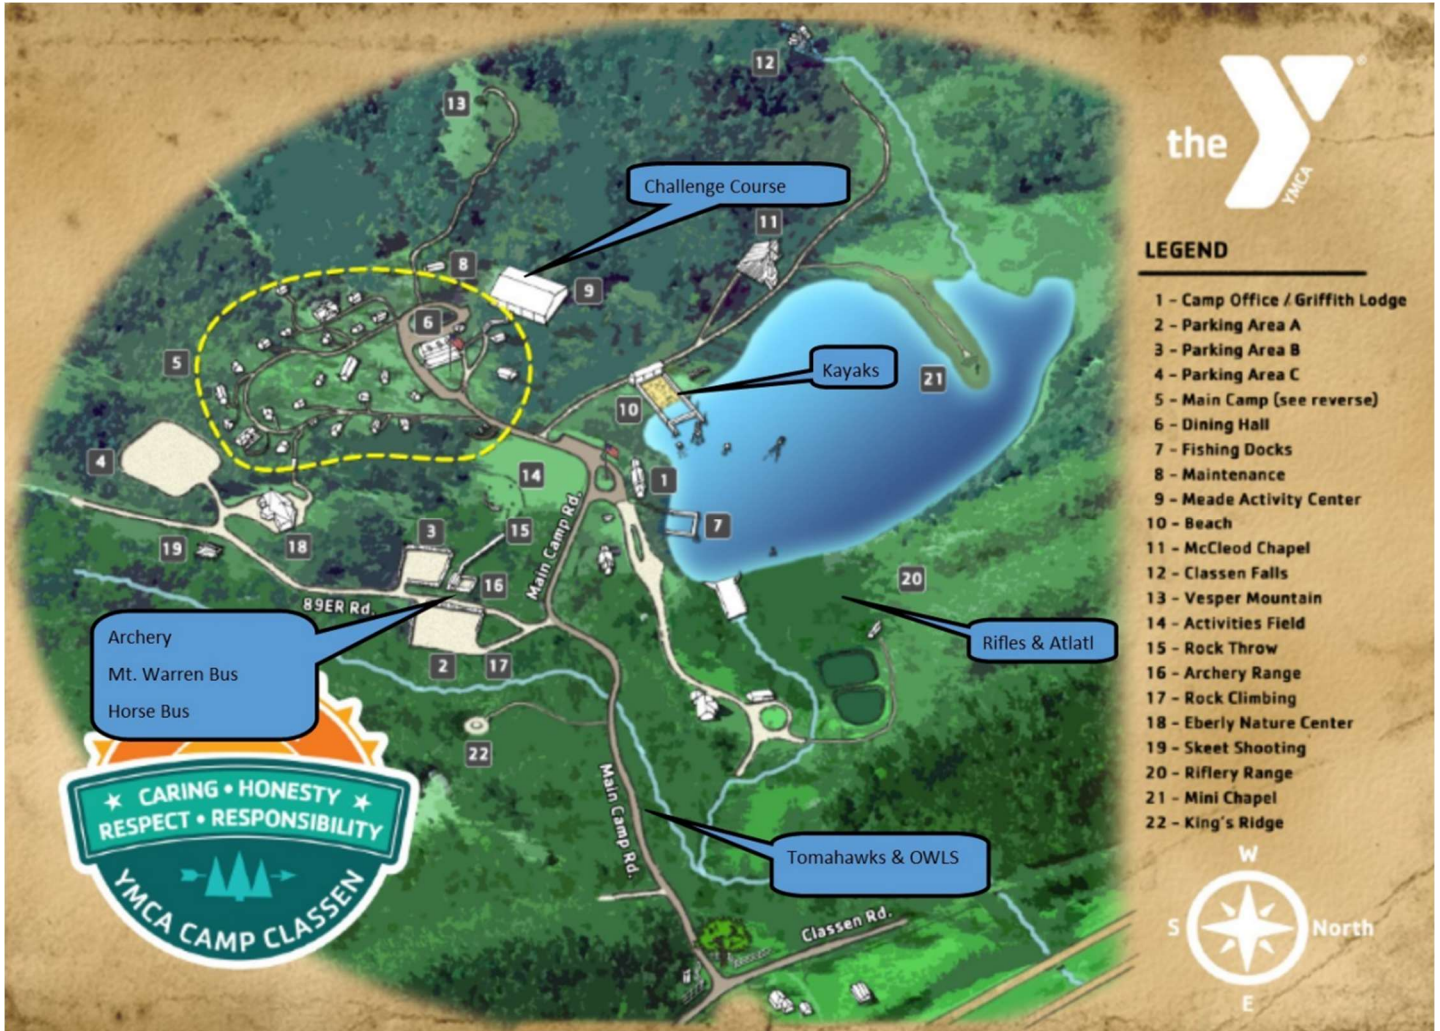 12
13
the
YMCA
®
Challenge Course
11
LEGEND
8
9
1 - Camp Office / Griffith Lodge
2 - Parking Area A
3 - Parking Area B
4 - Parking Area C
5 - Main Camp (see reverse)
6 - Dining Hall
7 - Fishing Docks
8 - Maintenance
9 - Meade Activity Center
10 - Beach
11 - McCleod Chapel
12 - Classen Falls
13 - Vesper Mountain
14 - Activities Field
15 - Rock Throw
16 - Archery Range
17 - Rock Climbing
18 - Eberly Nature Center
19 - Skeet Shooting
20 - Riflery Range
21 - Mini Chapel
22 - King's Ridge
6
5
Kayaks
21
10
4
14
1
3
15
7
19
18
Main Camp Rd.
16
20
89ER Rd.
Archery
Mt. Warren Bus
Horse Bus
Rifles & Atlatl
2
17
22
CARING • HONESTY
RESPECT • RESPONSIBILITY
YMCA CAMP CLASSEN
Main Camp Rd.
Tomahawks & OWLS
Classen Rd.
W
S
North
E